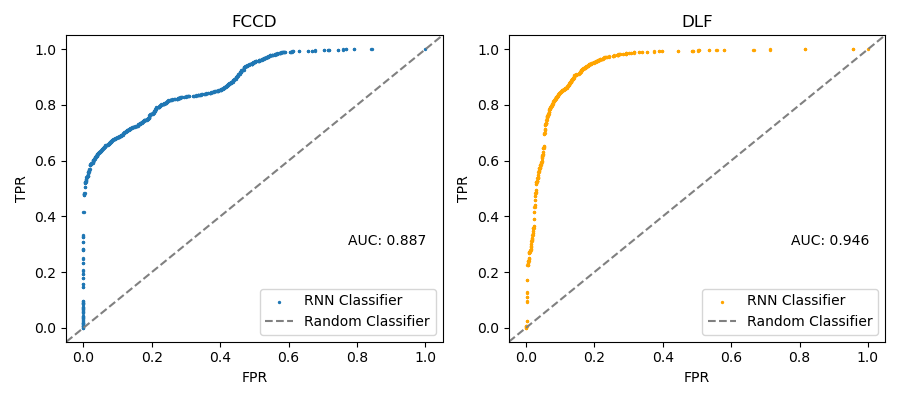 FCCD
TPR
1.0
0.8
0.6
0.4
0.2
0.0
AUC: 0.887
RNN Classifier
Random Classifier
0.0 0.2 0.4 0.6 0.8 1.0
FPR
DLF
TPR
1.0
0.8
0.6
0.4
0.2
0.0
AUC: 0.946
RNN Classifier
Random Classifier
0.0 0.2 0.4 0.6 0.8 1.0
FPR